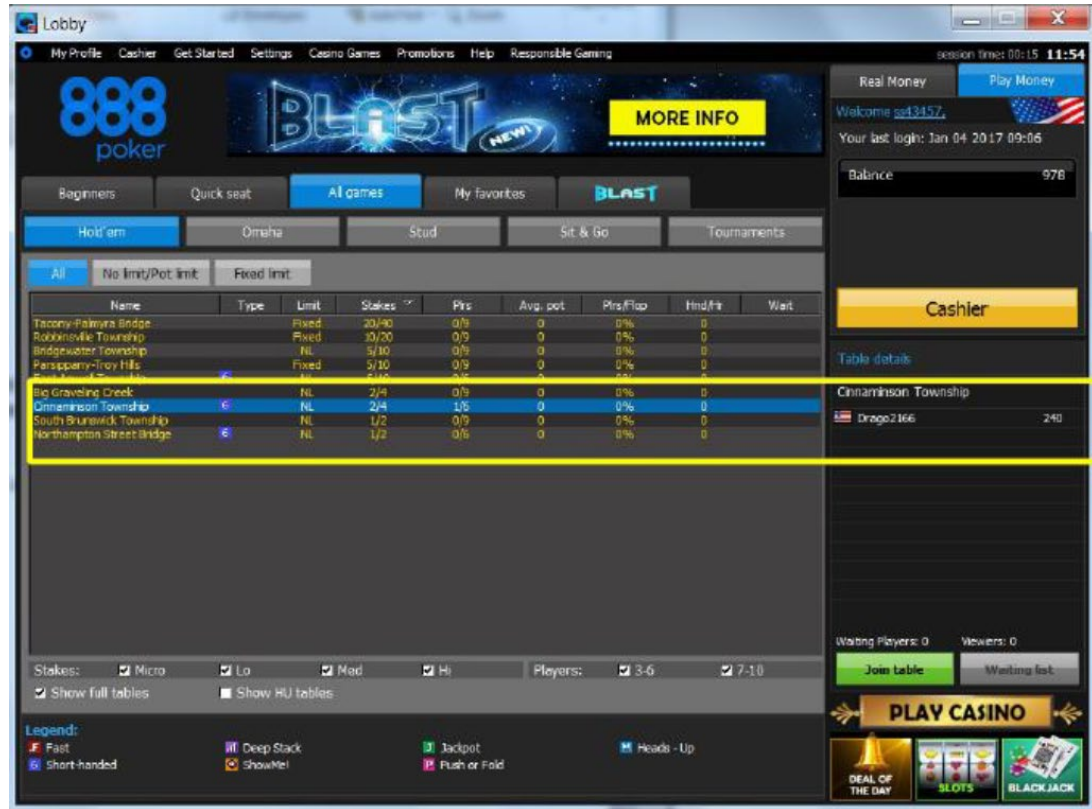 Lobby
My Profile Cashier Get Started Settings Casino Games Promotions Help Responsible Gaming session time: 00:15 11:54
888
poker
BLAST NEW
MORE INFO
Real Money Play Money
Welcome ss43457,
Your last login: Jan 04 2017 09:06
Balance 978
Beginners Quick seat All games My favorites BLAST
Hold'em Omaha Stud Sit & Go Tournaments
All No limit/Pot limit Fixed limit
Cashier
Name Type Limit Stakes Plrs Avg. pot Plrs/Flop Hnd/Hr Wait
Tacony-Palmyra Bridge Fixed 20/40 0/9 0 0% 0
Robbinsville Township Fixed 10/20 0/9 0 0% 0
Bridgewater Township NL 5/10 0/9 0 0% 0
Parsippany-Troy Hills Fixed 5/10 0/9 0 0% 0
Big Graveling Creek NL 2/4 0/9 0 0% 0
Cinnaminson Township 6 NL 2/4 1/6 0 0% 0
South Brunswick Township NL 1/2 0/9 0 0% 0
Northampton Street Bridge 6 NL 1/2 0/6 0 0% 0
Table details
Cinnaminson Township
Drago2166 240
Waiting Players: 0 Viewers: 0
Join table Waiting list
Stakes: Micro Lo Med Hi Players: 3-6 7-10
Show full tables Show HU tables
Legend:
F Fast Deep Stack J Jackpot H Heads - Up
6 Short-handed ShowMe! P Push or Fold
PLAY CASINO
DEAL OF
THE DAY
SLOTS
BLACKJACK